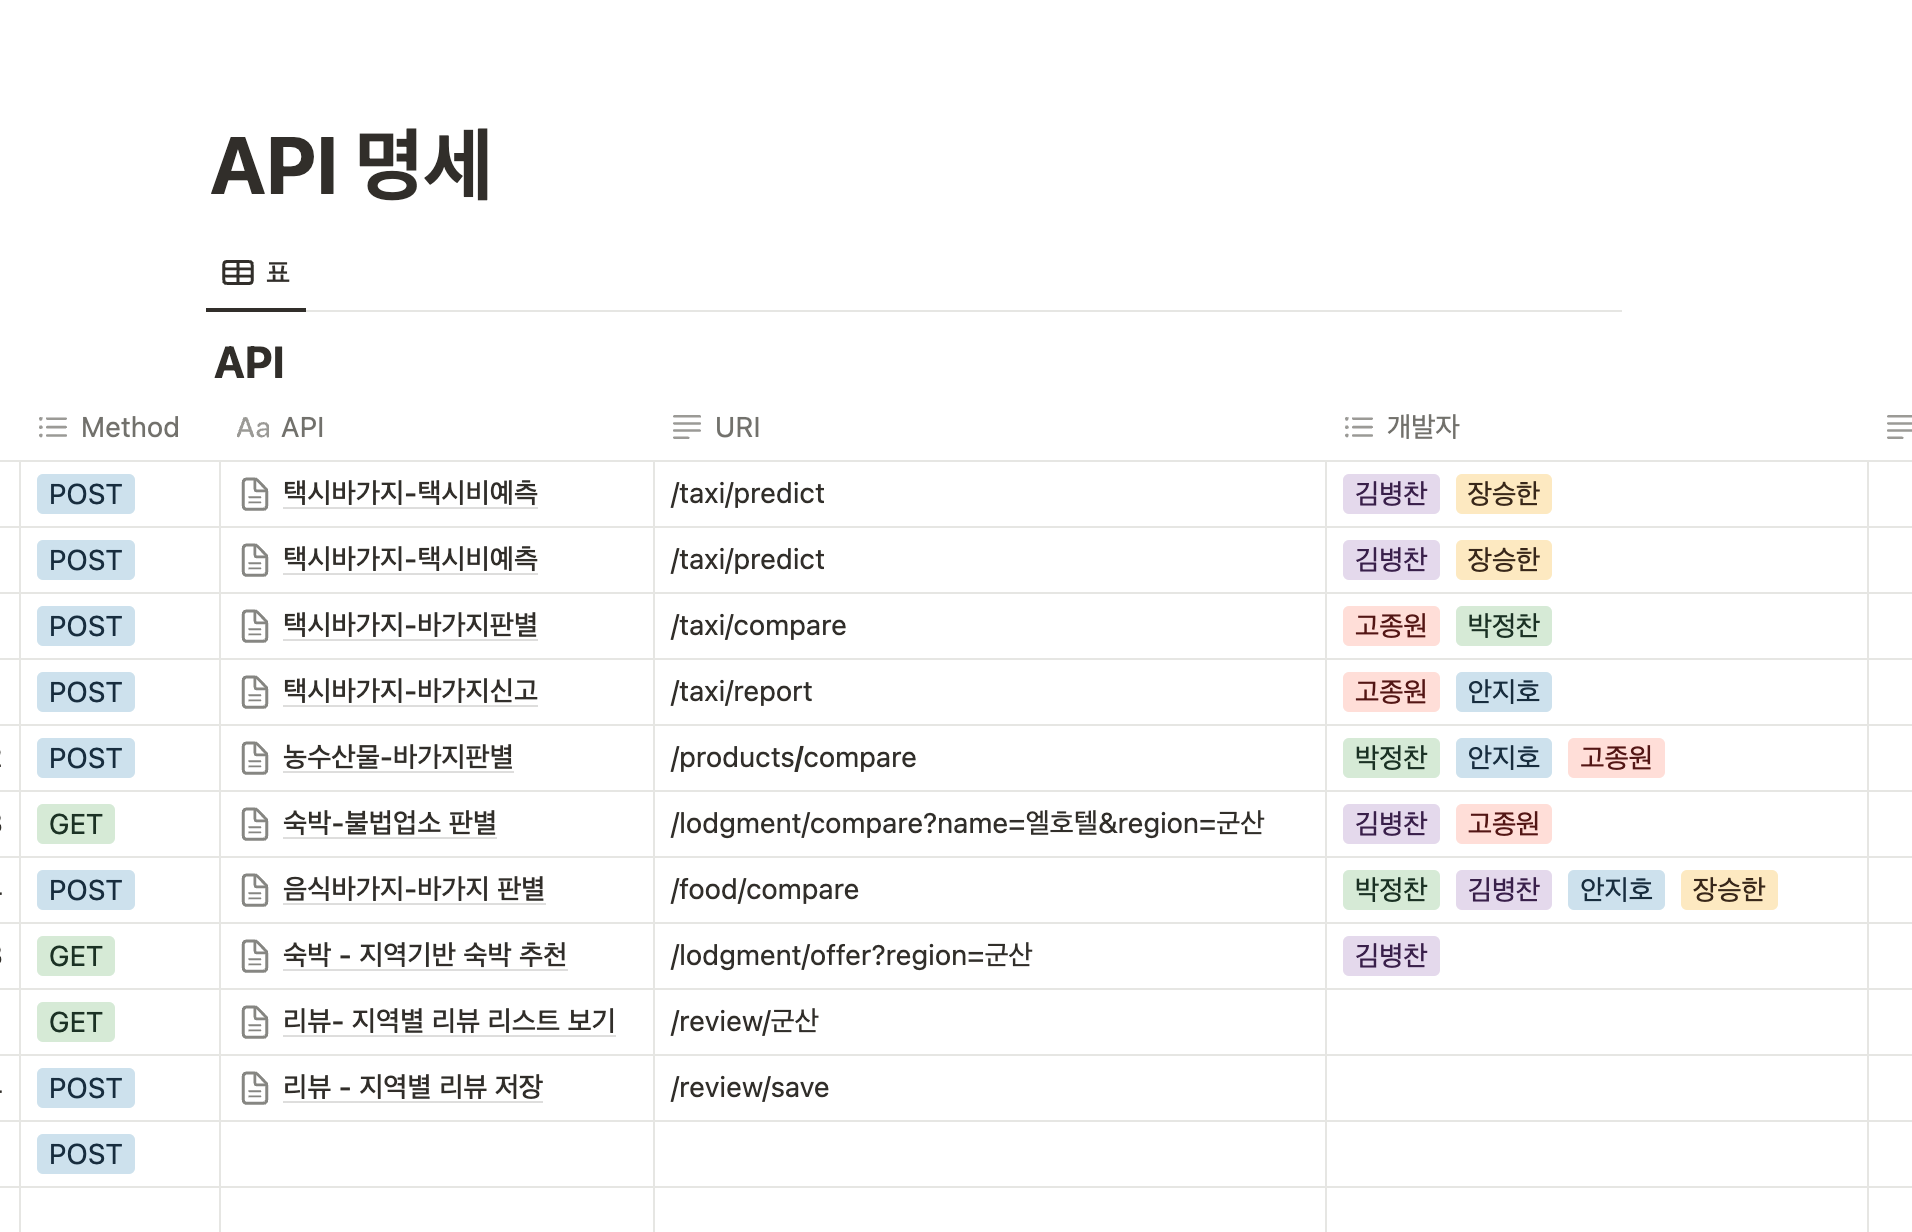 API 명세
표
API
Method Aa API URI 개발자
POST 택시바가지-택시비예측 /taxi/predict 김병찬 장승한
POST 택시바가지-택시비예측 /taxi/predict 김병찬 장승한
POST 택시바가지-바가지판별 /taxi/compare 고종원 박정찬
POST 택시바가지-바가지신고 /taxi/report 고종원 안지호
POST 농수산물-바가지판별 /products/compare 박정찬 안지호 고종원
GET 숙박-불법업소 판별 /lodgment/compare?name=엘호텔&region=군산 김병찬 고종원
POST 음식바가지-바가지 판별 /food/compare 박정찬 김병찬 안지호 장승한
GET 숙박 - 지역기반 숙박 추천 /lodgment/offer?region=군산 김병찬
GET 리뷰- 지역별 리뷰 리스트 보기 /review/군산
POST 리뷰 - 지역별 리뷰 저장 /review/save
POST